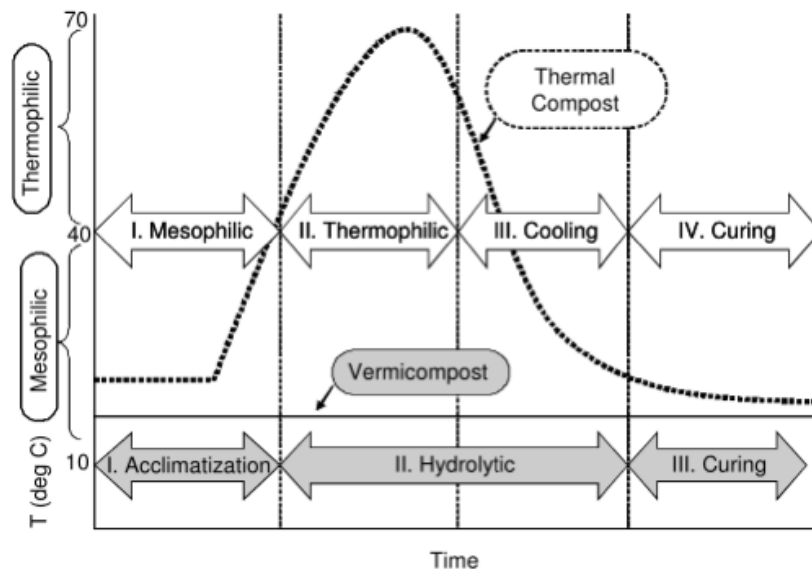 70
Thermophilic
Thermal
Compost
I. Mesophilic
II. Thermophilic
III. Cooling
IV. Curing
40
Mesophilic
Vermicompost
T (deg C)
10
I. Acclimatization
II. Hydrolytic
III. Curing
Time